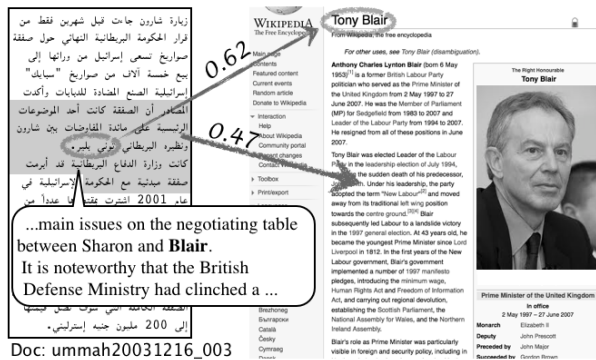 زيارة شارون جاءت قبل شهرين فقط من
قرار الحكومة البريطانية النهائي حول صفقة
صواريخ تسعى إسرائيل من ورائها إلى
بيع خمسة آلاف من صواريخ "سبايك"
إسرائيلية الصنع المضادة للدبابات وأكدت
المصادر أن الصفقة كانت أحد الموضوعات
الرئيسية على مائدة المفاوضات بين شارون
ونظيره البريطاني توني بلير.
كانت وزارة الدفاع البريطانية قد أبرمت
صفقة مبدئية مع الحكومة الإسرائيلية في
عام 2001 اشترت بمقتضاها عددا من
...main issues on the negotiating table
between Sharon and Blair.
It is noteworthy that the British
Defense Ministry had clinched a ...
إلى 200 مليون جنيه إسترليني.
Doc: ummah20031216_003
0.62
0.47
WIKIPEDIA
The Free Encyclopedia
Main page
Contents
Featured content
Current events
Random article
Donate to Wikipedia
Interaction
Help
About Wikipedia
Community portal
Recent changes
Contact Wikipedia
Toolbox
Print/export
Brezhoneg
Български
Català
Česky
Cymraeg
Dansk
Tony Blair
From Wikipedia, the free encyclopedia
For other uses, see Tony Blair (disambiguation).
Anthony Charles Lynton Blair (born 6 May
1953)[1] is a former British Labour Party
politician who served as the Prime Minister of
the United Kingdom from 2 May 1997 to 27
June 2007. He was the Member of Parliament
(MP) for Sedgefield from 1983 to 2007 and
Leader of the Labour Party from 1994 to 2007.
He resigned from all of these positions in June
2007.
Tony Blair was elected Leader of the Labour
Party in the leadership election of July 1994,
the sudden death of his predecessor,
Smith. Under his leadership, the party
adopted the term "New Labour"[2] and moved
away from its traditional left wing position
towards the centre ground.[3][4] Blair
subsequently led Labour to a landslide victory
in the 1997 general election. At 43 years old, he
became the youngest Prime Minister since Lord
Liverpool in 1812. In the first years of the New
Labour government, Blair's government
implemented a number of 1997 manifesto
pledges, introducing the minimum wage,
Human Rights Act and Freedom of Information
Act, and carrying out regional devolution,
establishing the Scottish Parliament, the
National Assembly for Wales, and the Northern
Ireland Assembly.
Blair's role as Prime Minister was particularly
visible in foreign and security policy, including in
The Right Honourable
Tony Blair
Prime Minister of the United Kingdom
In office
2 May 1997 – 27 June 2007
Monarch Elizabeth II
Deputy John Prescott
Preceded by John Major
Succeeded by Gordon Brown